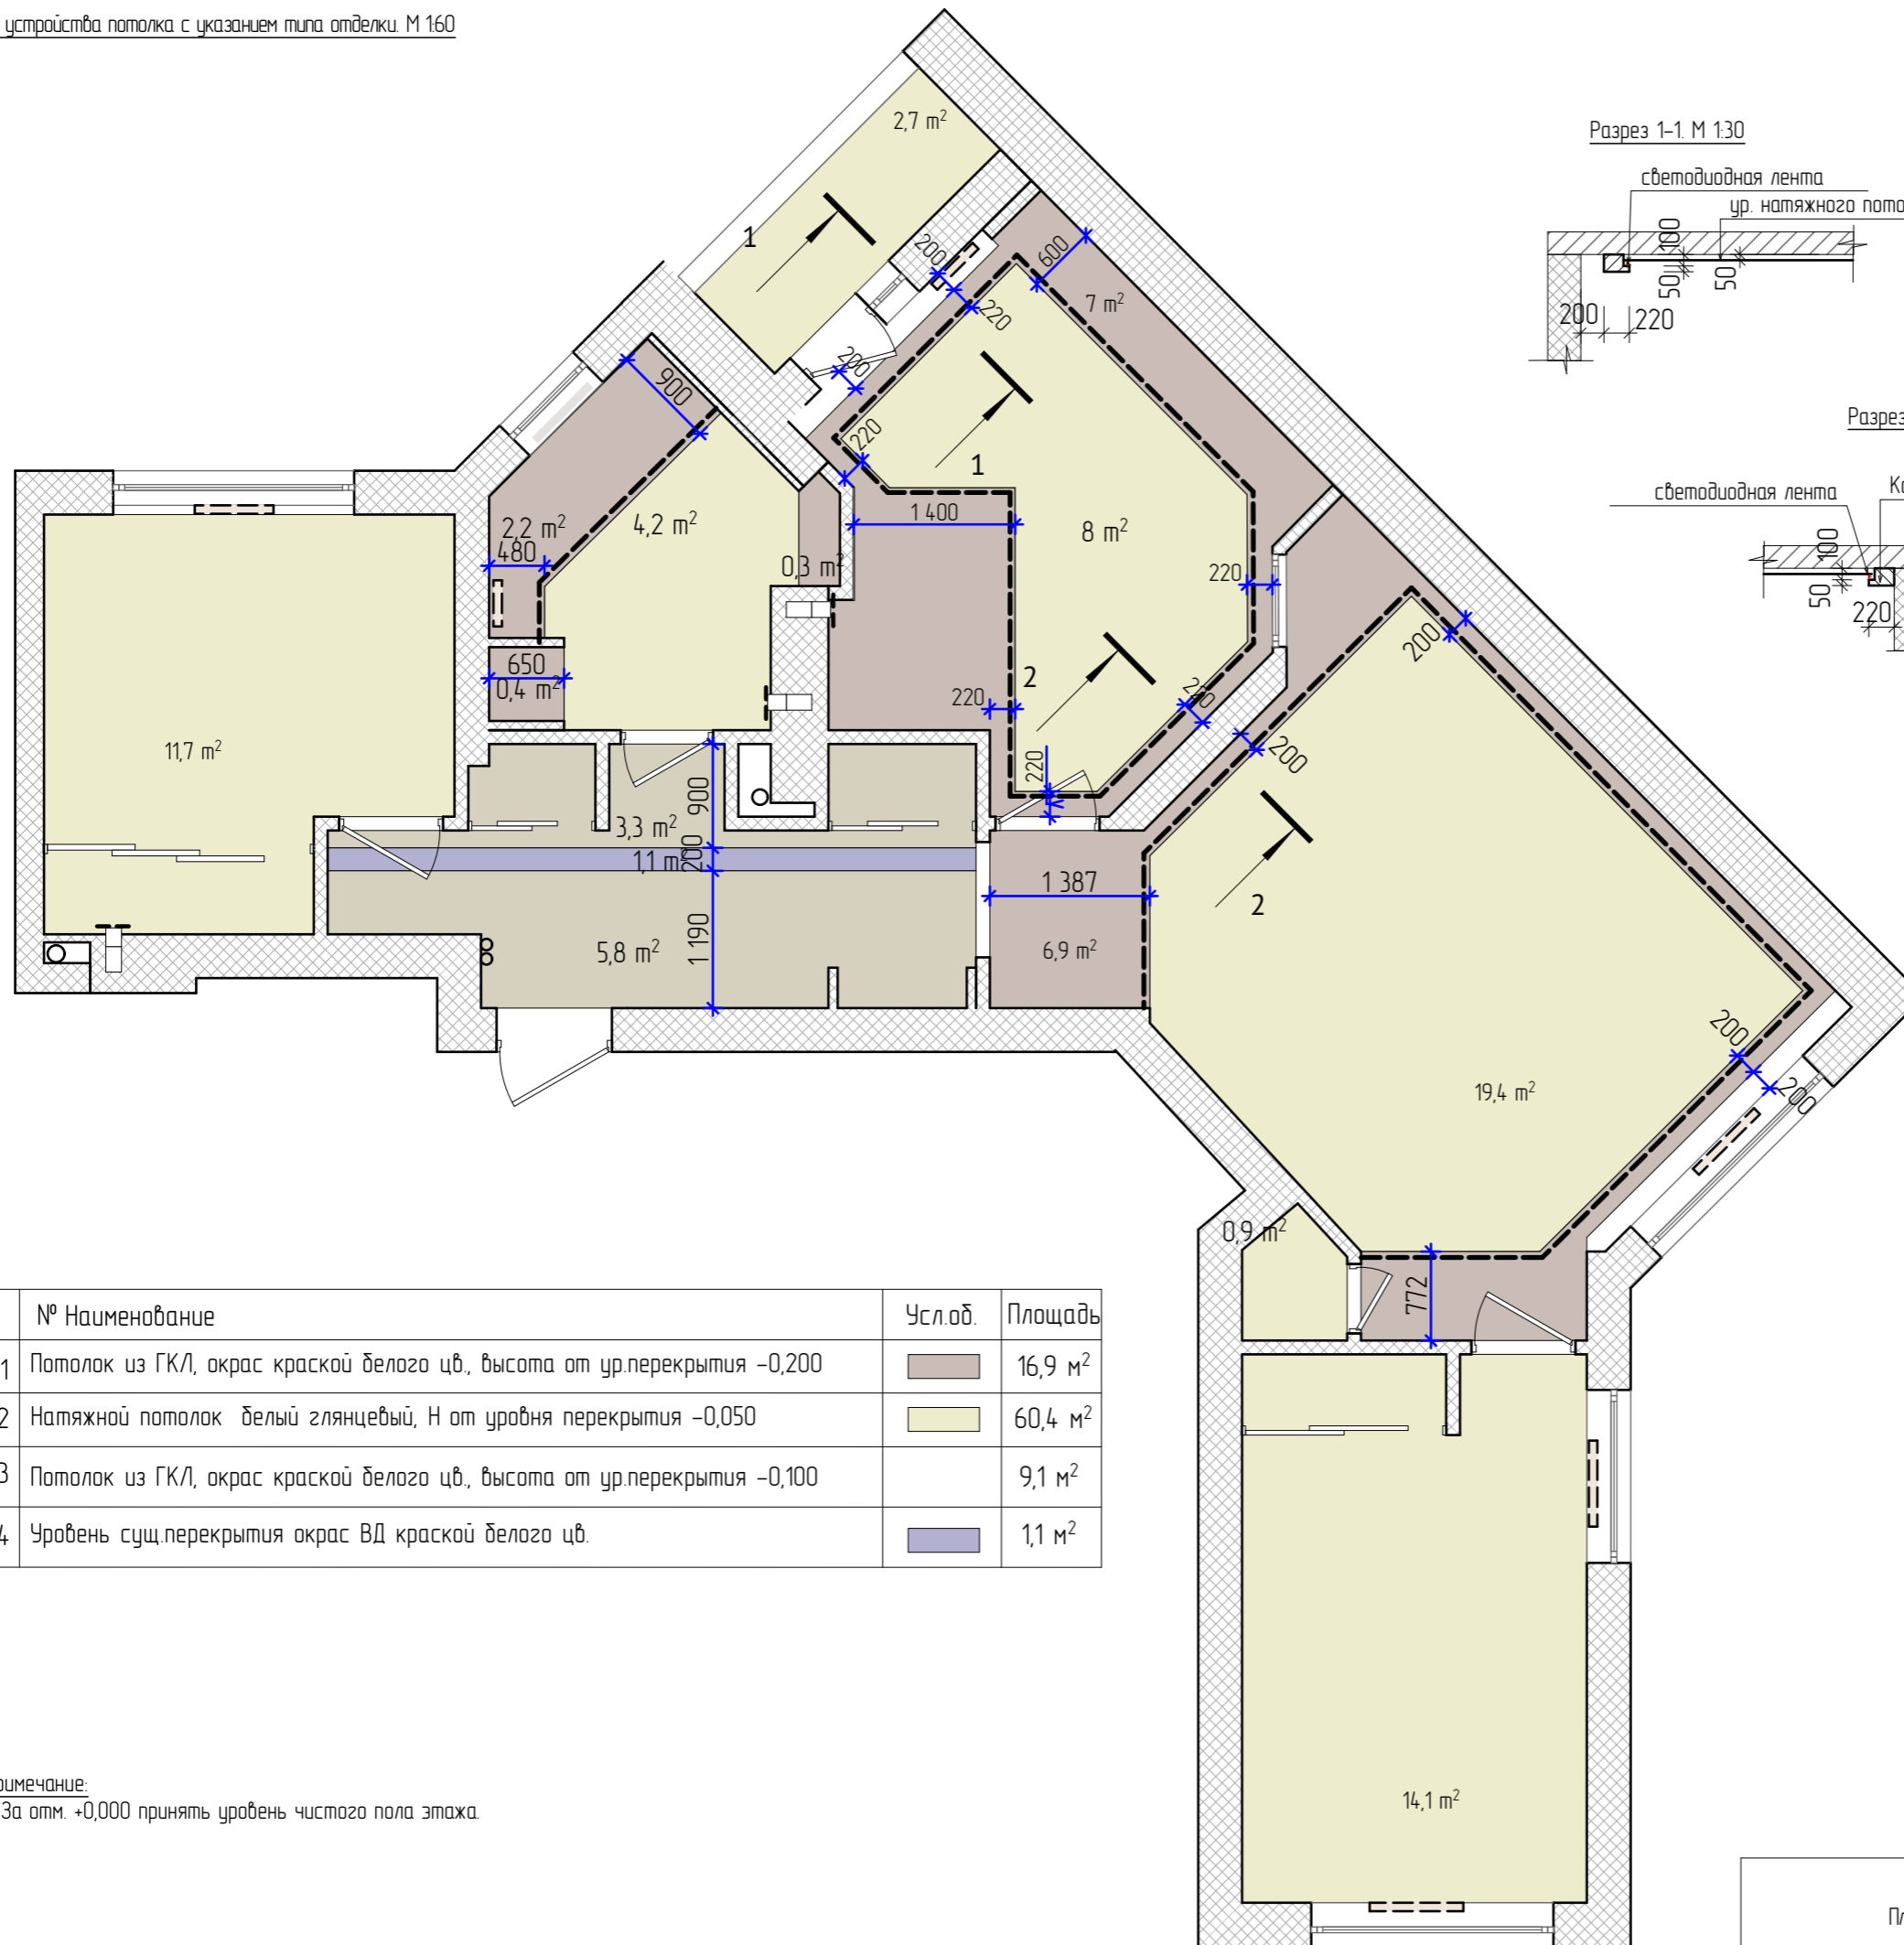 устройства потолка с указанием типа отделки. М 1:60
2,7 m²
1
200
220
600
7 m²
200
900
220
1
1 400
8 m²
2,2 m²
480
4,2 m²
0,3 m²
220
650
0,4 m²
220
2
220
220
200
200
11,7 m²
900
3,3 m²
200
1,1 m²
1 190
5,8 m²
1 387
6,9 m²
2
19,4 m²
200
200
0,9 m²
772
14,1 m²
Разрез 1-1. М 1:30
светодиодная лента
ур. натяжного пото
100
50
50
200
220
Разрез
светодиодная лента
Ко
100
50
220
№ Наименование Усл.об. Площадь
1 Потолок из ГКЛ, окрас краской белого цв., высота от ур.перекрытия -0,200 16,9 м²
2 Натяжной потолок белый глянцевый, Н от уровня перекрытия -0,050 60,4 м²
3 Потолок из ГКЛ, окрас краской белого цв., высота от ур.перекрытия -0,100 9,1 м²
4 Уровень сущ.перекрытия окрас ВД краской белого цв. 1,1 м²
римечание:
За отм. +0,000 принять уровень чистого пола этажа.
Пл